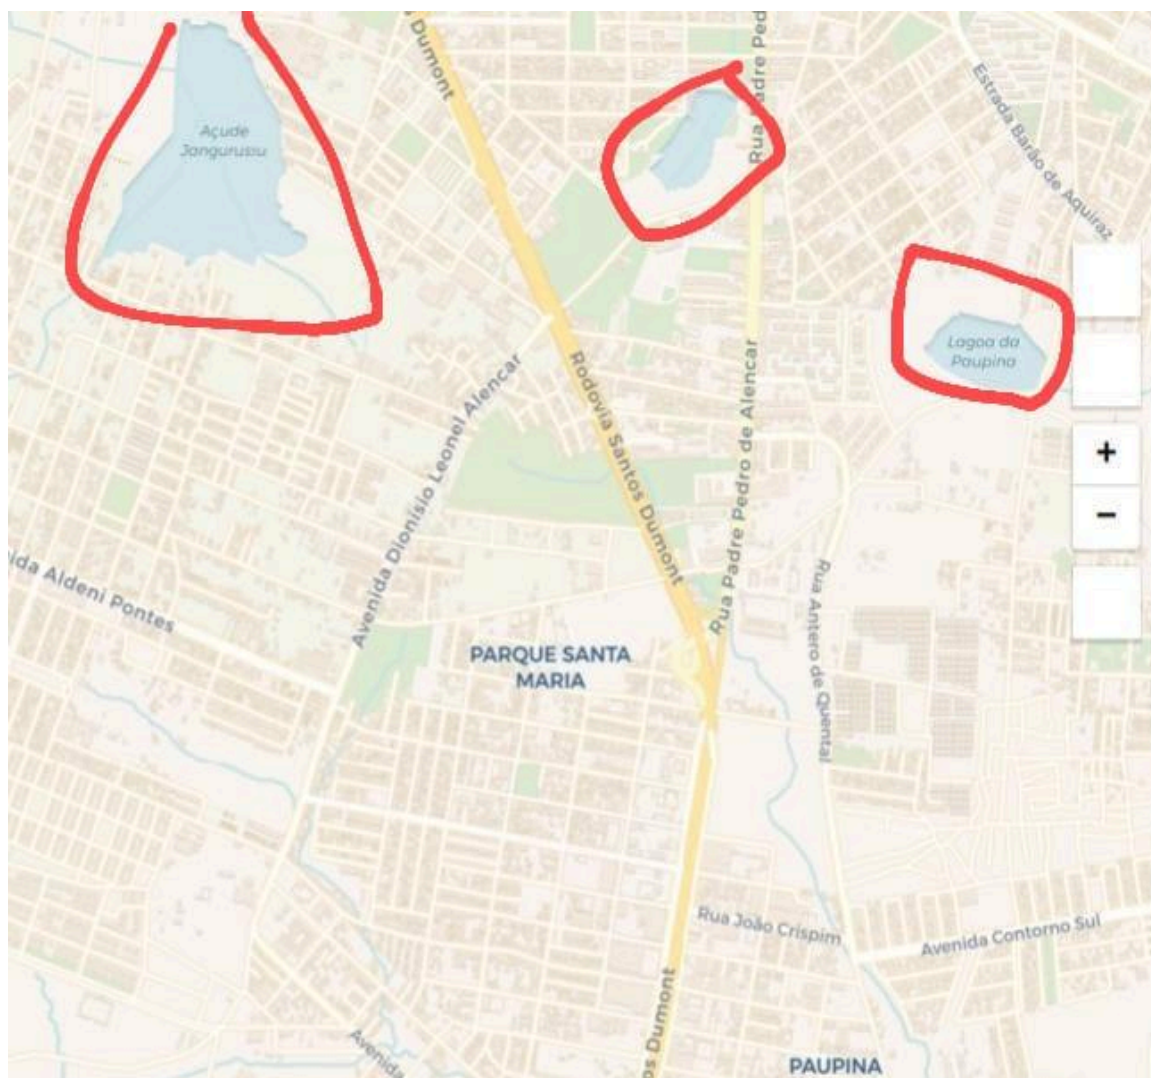 Dumont
Rua Padre Ped
Estrada Barão de Aquiraz
Açude
Jangurussu
Lagoa da
Paupina
+
−
Avenida Dionísio Leonel Alencar
Rodovia Santos Dumont
Rua Padre Pedro de Alencar
nida Aldeni Pontes
Rua Antero de Quental
PARQUE SANTA
MARIA
Rua João Crispim
Avenida Contorno Sul
os Dumont
Avenida
PAUPINA